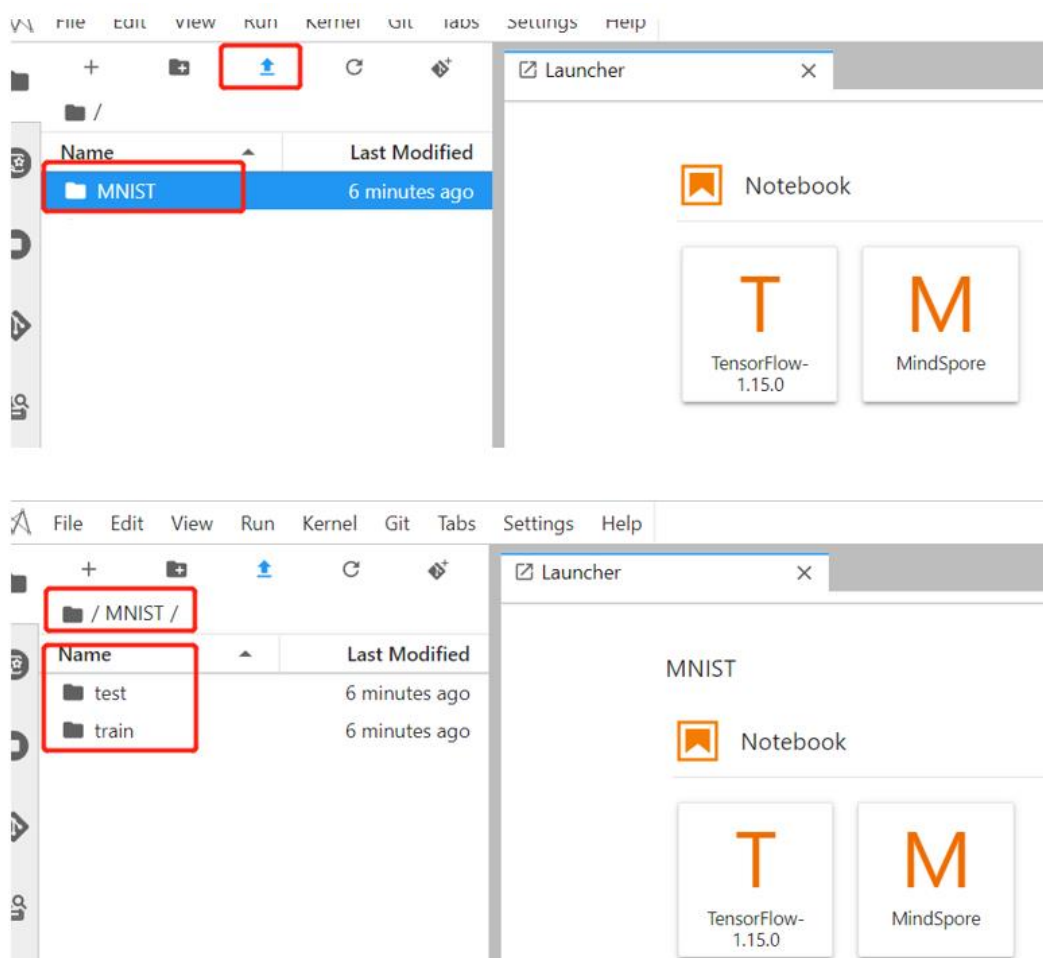 File Edit View Run Kernel Git Tabs Settings Help
Launcher
/
Name Last Modified
MNIST 6 minutes ago
Notebook
T M
TensorFlow-
1.15.0
MindSpore
File Edit View Run Kernel Git Tabs Settings Help
Launcher
/ MNIST /
Name Last Modified
test 6 minutes ago
train 6 minutes ago
MNIST
Notebook
T M
TensorFlow-
1.15.0
MindSpore